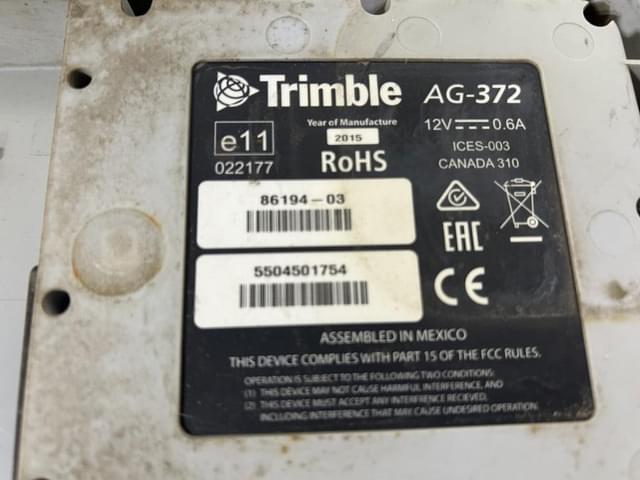 Trimble AG-372
Year of Manufacture
2015
12V 0.6A
e11
022177
RoHS
ICES-003
CANADA 310
86194-03
5504501754
EAC
CE
ASSEMBLED IN MEXICO
THIS DEVICE COMPLIES WITH PART 15 OF THE FCC RULES.
OPERATION IS SUBJECT TO THE FOLLOWING TWO CONDITIONS:
(1) THIS DEVICE MAY NOT CAUSE HARMFUL INTERFERENCE, AND
(2) THIS DEVICE MUST ACCEPT ANY INTERFRENCE RECIEVED,
INCLUDING INTERFERENCE THAT MAY CAUSE UNDESIRED OPERATION.